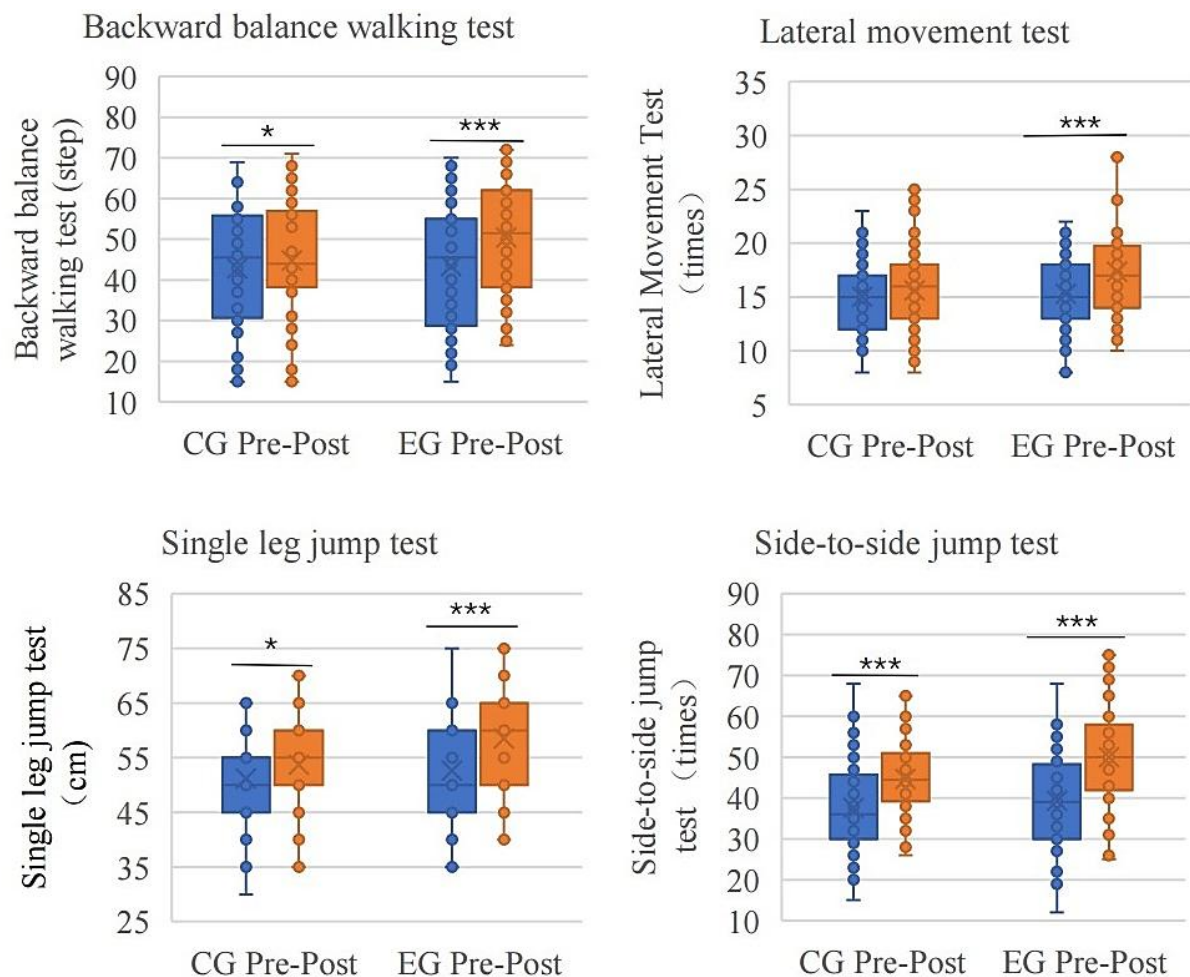 Backward balance walking test
Backward balance
walking test (step)
90
80
70
60
50
40
30
20
10
*
***
CG Pre-Post
EG Pre-Post
Lateral movement test
Lateral Movement Test
（times）
35
30
25
20
15
10
5
***
CG Pre-Post
EG Pre-Post
Single leg jump test
Single leg jump test
（cm)
85
75
65
55
45
35
25
*
***
CG Pre-Post
EG Pre-Post
Side-to-side jump test
Side-to-side jump
test （times）
90
80
70
60
50
40
30
20
10
***
***
CG Pre-Post
EG Pre-Post